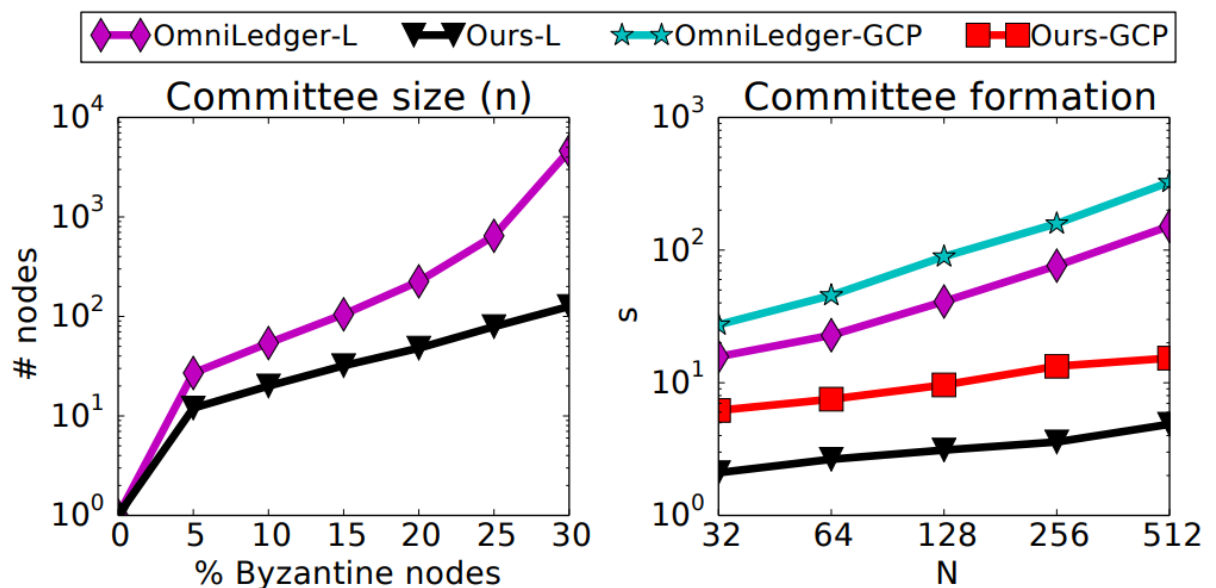 OmniLedger-L Ours-L OmniLedger-GCP Ours-GCP
Committee size (n)
10^4
10^3
10^2
10^1
10^0
# nodes
0 5 10 15 20 25 30
% Byzantine nodes
Committee formation
10^3
10^2
10^1
10^0
s
32 64 128 256 512
N